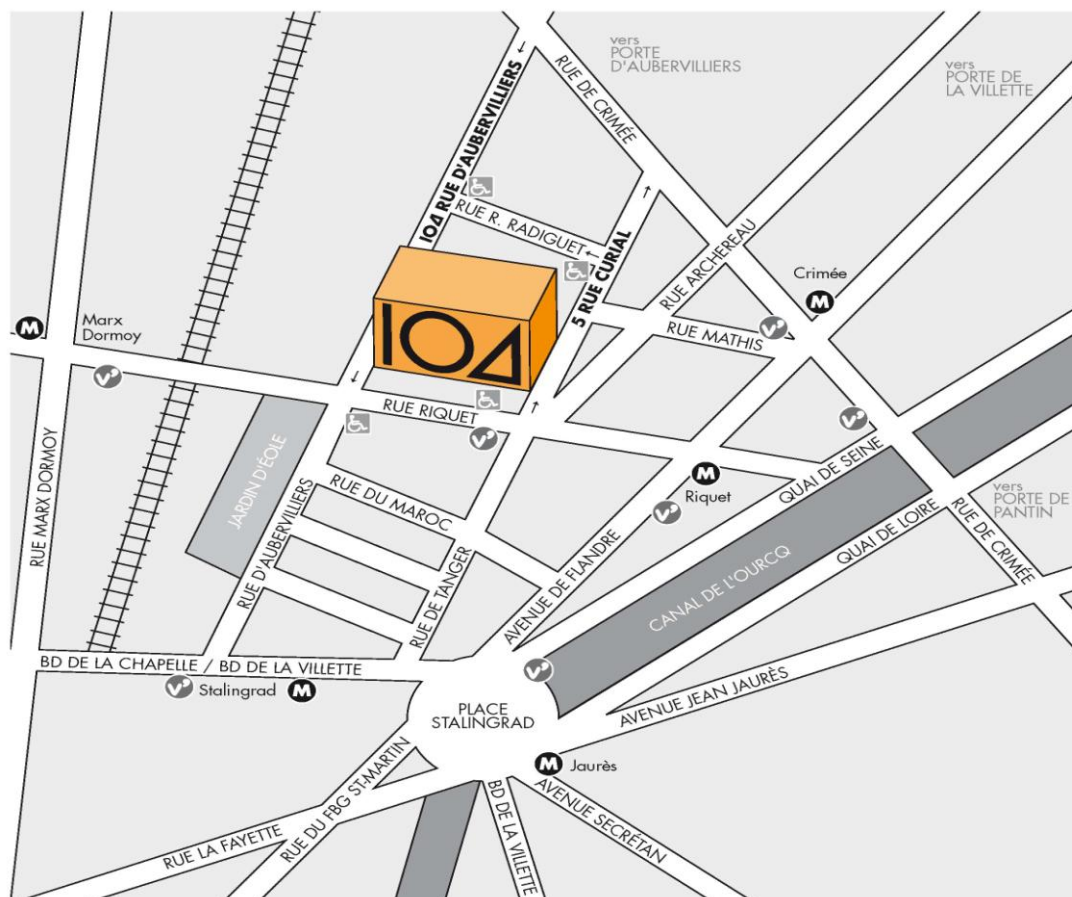 vers
PORTE
D'AUBERVILLIERS
vers
PORTE DE
LA VILLETTE
RUE DE CRIMÉE
104 RUE D'AUBERVILLIERS
RUE R. RADIGUET
5 RUE CURIAL
RUE ARCHEREAU
Crimée
M
M
Marx
Dormoy
104
RUE MATHIS
RUE RIQUET
RUE MARX DORMOY
JARDIN D'ÉOLE
RUE DU MAROC
M
Riquet
QUAI DE SEINE
vers
PORTE DE
PANTIN
RUE D'AUBERVILLIERS
RUE DE TANGER
AVENUE DE FLANDRE
CANAL DE L'OURCQ
QUAI DE LOIRE
RUE DE CRIMÉE
BD DE LA CHAPELLE / BD DE LA VILLETTE
Stalingrad M
PLACE
STALINGRAD
AVENUE JEAN JAURÈS
M Jaurès
RUE LA FAYETTE
RUE DU FBG ST-MARTIN
BD DE LA VILLETTE
AVENUE SECRÉTAN